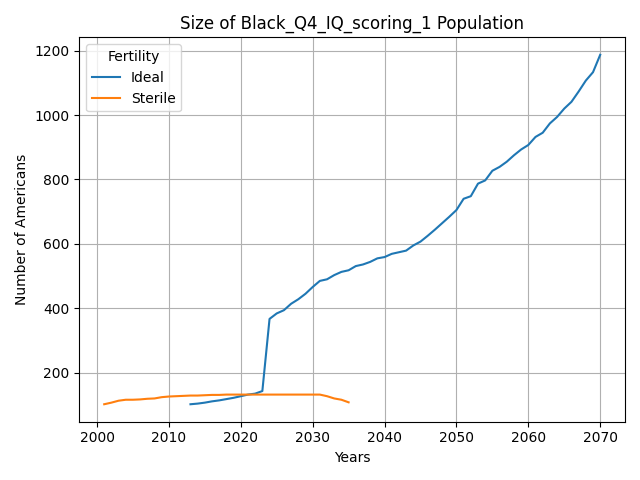 Size of Black_Q4_IQ_scoring_1 Population
Fertility
Ideal
Sterile
Number of Americans
1200
1000
800
600
400
200
2000
2010
2020
2030
2040
2050
2060
2070
Years